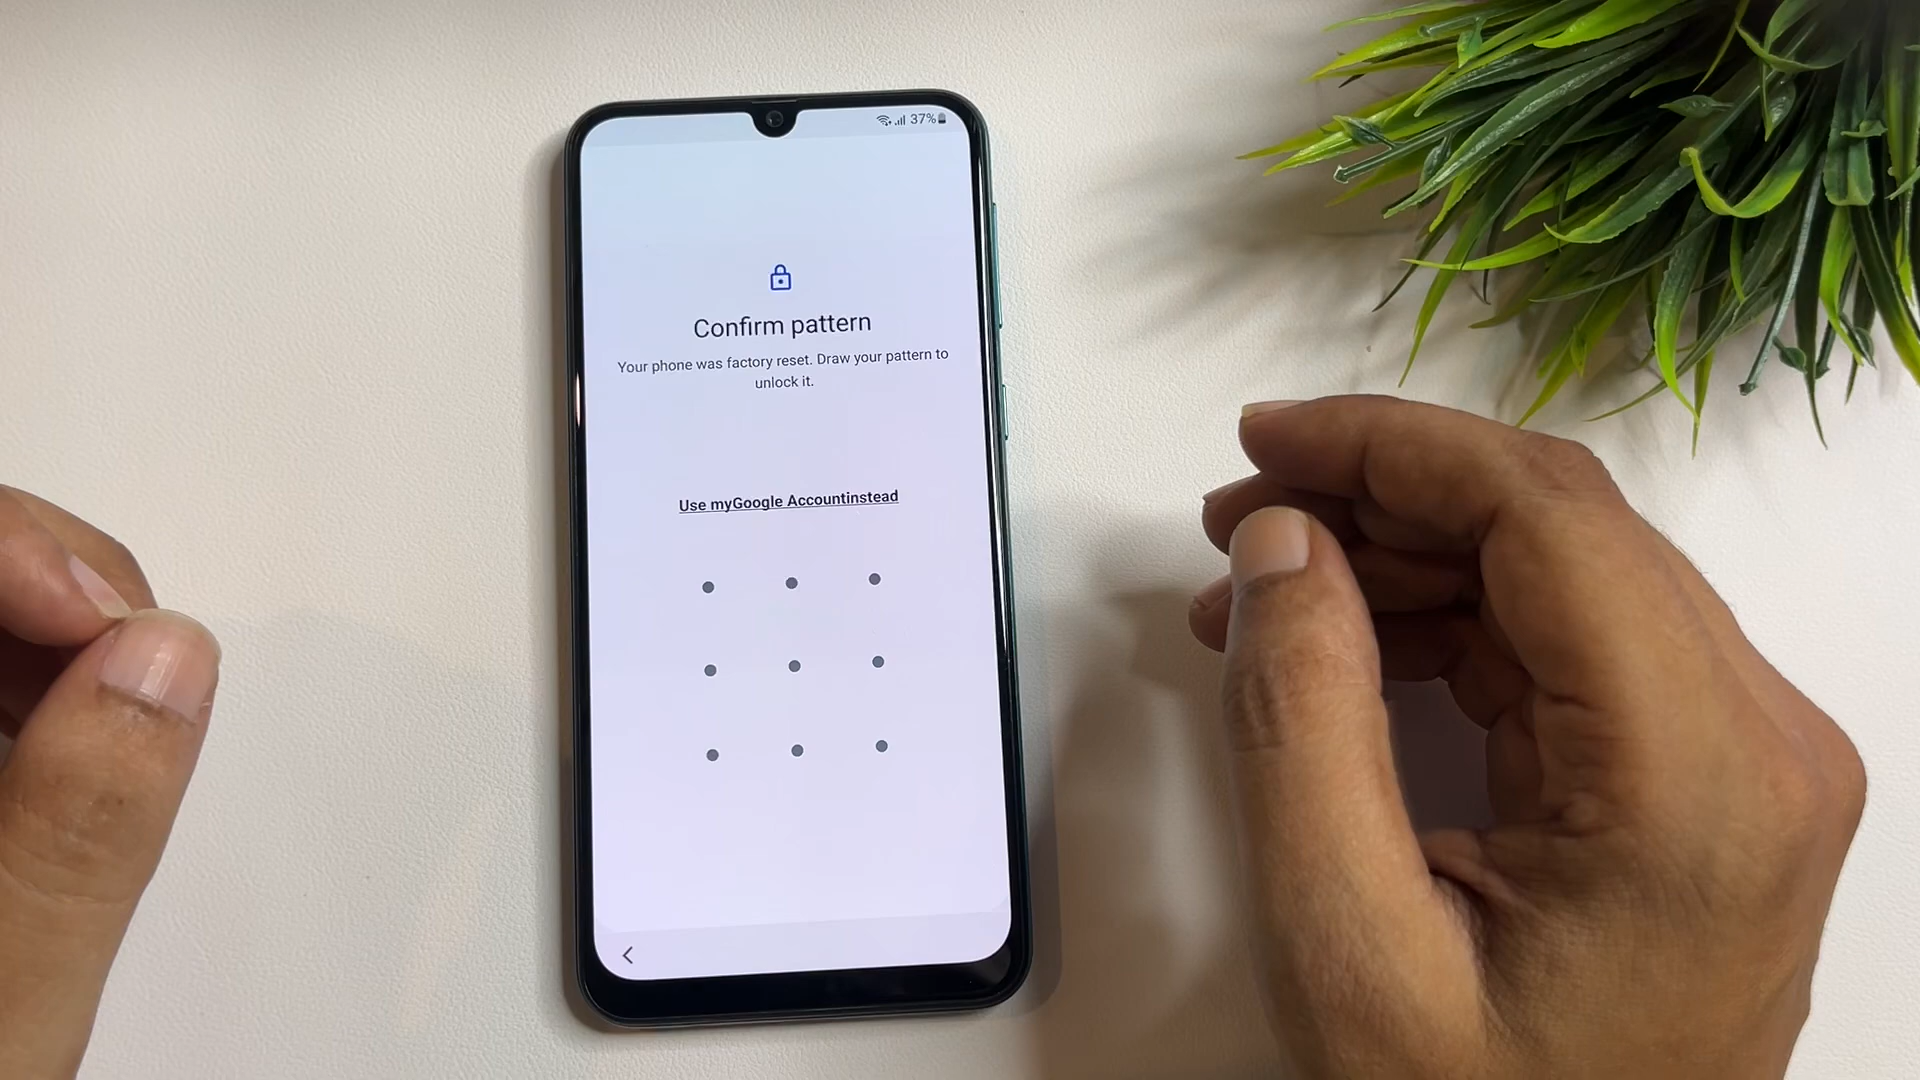 37%
Confirm pattern
Your phone was factory reset. Draw your pattern to
unlock it.
Use myGoogle Accountinstead